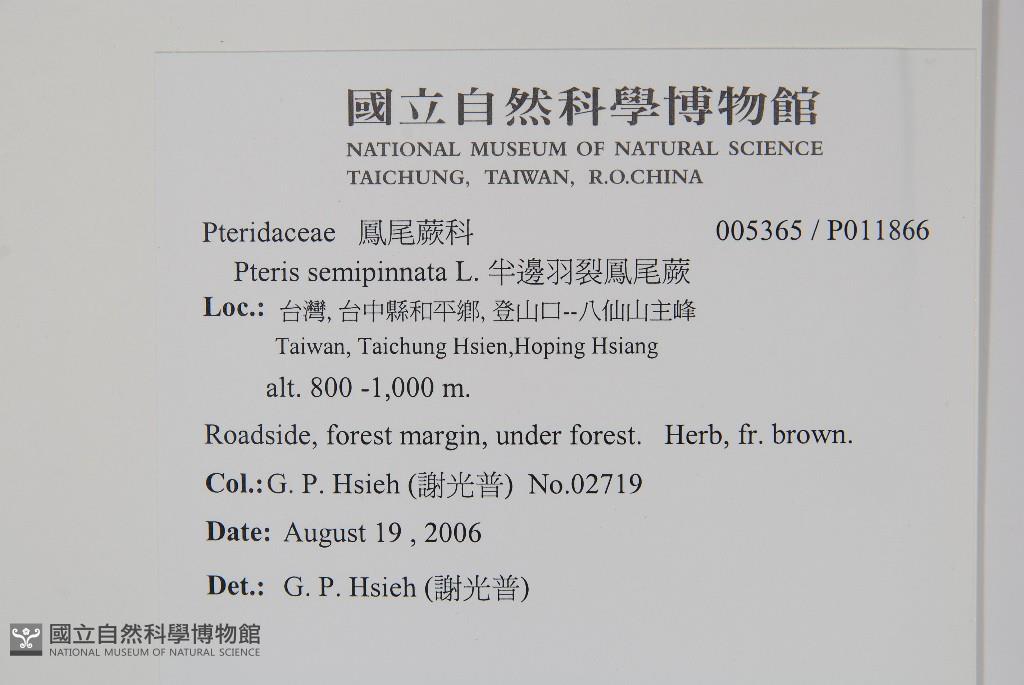 國立自然科學博物館
NATIONAL MUSEUM OF NATURAL SCIENCE
TAICHUNG, TAIWAN, R.O.CHINA
Pteridaceae 鳳尾蕨科 005365 / P011866
Pteris semipinnata L. 半邊羽裂鳳尾蕨
Loc.: 台灣, 台中縣和平鄉, 登山口--八仙山主峰
Taiwan, Taichung Hsien,Hoping Hsiang
alt. 800 -1,000 m.
Roadside, forest margin, under forest. Herb, fr. brown.
Col.: G. P. Hsieh (謝光普) No.02719
Date: August 19 , 2006
Det.: G. P. Hsieh (謝光普)
國立自然科學博物館
NATIONAL MUSEUM OF NATURAL SCIENCE